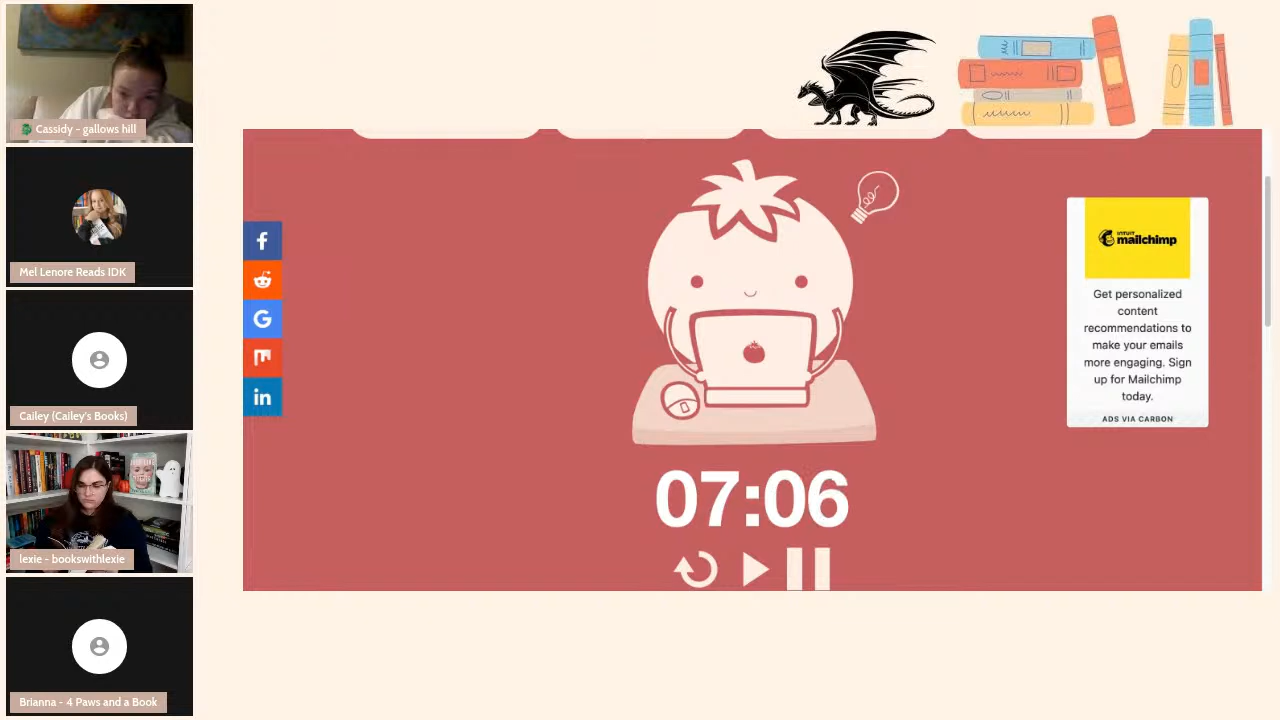 Cassidy - gallows hill
Mel Lenore Reads IDK
Cailey (Cailey's Books)
lexie - bookswithlexie
Brianna - 4 Paws and a Book
f
G
in
07:06
INTUIT
mailchimp
Get personalized
content
recommendations to
make your emails
more engaging. Sign
up for Mailchimp
today.
ADS VIA CARBON